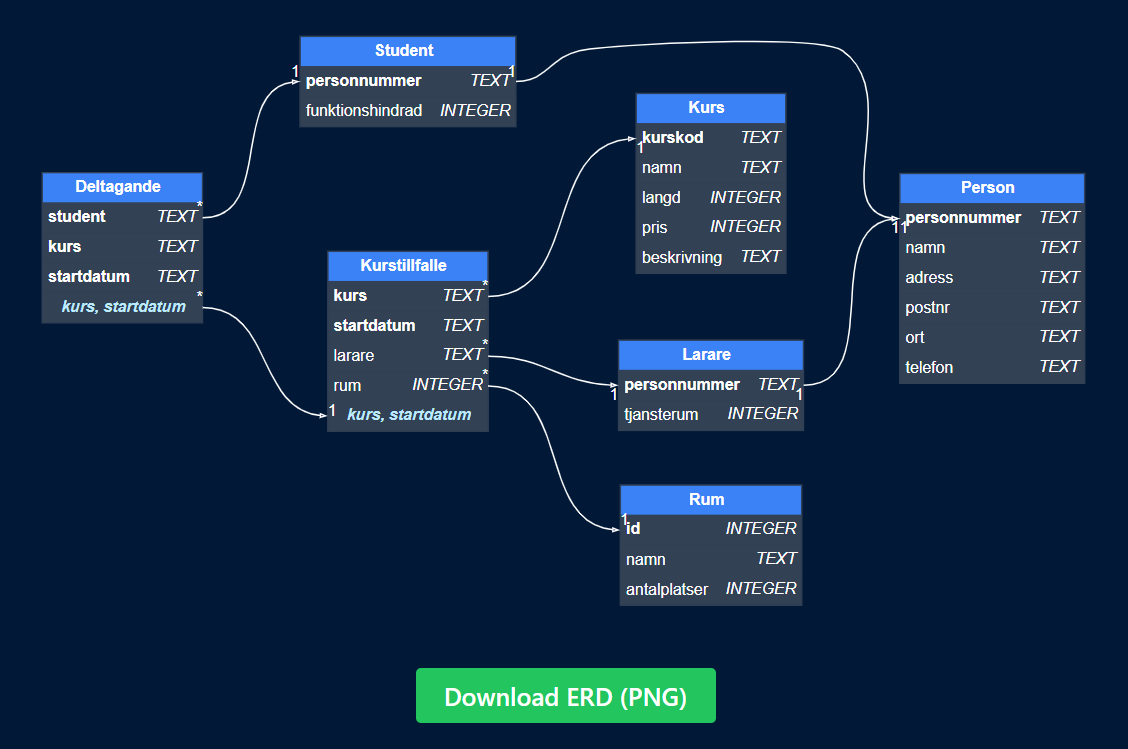 Student
1 personnummer TEXT 1
funktionshindrad INTEGER
Kurs
kurskod TEXT
1
namn TEXT
langd INTEGER
pris INTEGER
beskrivning TEXT
Deltagande
student TEXT *
kurs TEXT
startdatum TEXT
kurs, startdatum *
Person
personnummer TEXT
11
namn TEXT
adress TEXT
postnr TEXT
ort TEXT
telefon TEXT
Kurstillfalle
kurs TEXT *
startdatum TEXT
larare TEXT *
rum INTEGER *
1 kurs, startdatum
Larare
personnummer TEXT
1 1
tjansterum INTEGER
Rum
1
id INTEGER
namn TEXT
antalplatser INTEGER
Download ERD (PNG)